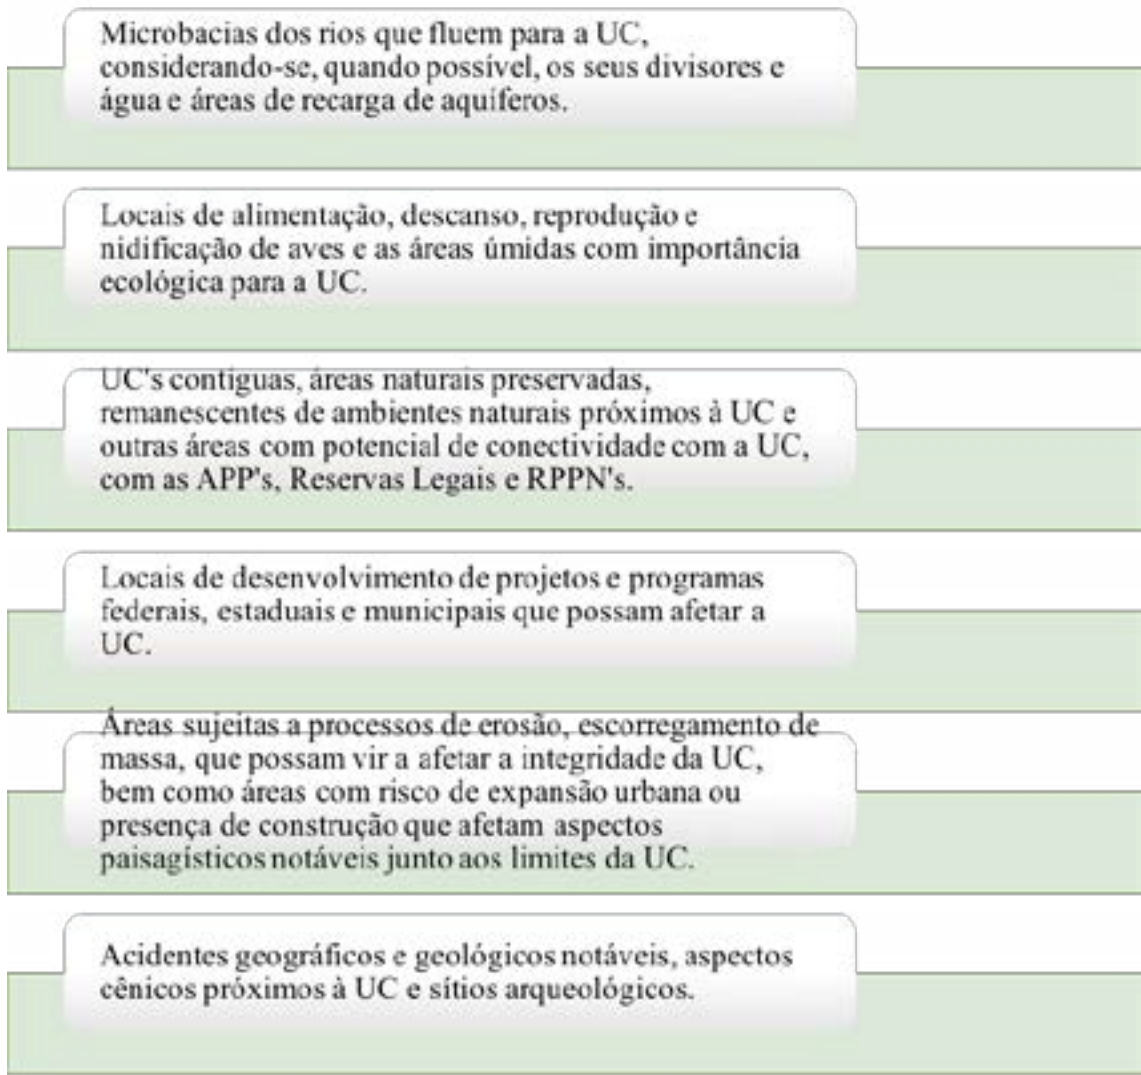 Microbacias dos rios que fluem para a UC,
considerando-se, quando possível, os seus divisores e
água e áreas de recarga de aquíferos.
Locais de alimentação, descanso, reprodução e
nidificação de aves e as áreas úmidas com importância
ecológica para a UC.
UC's contíguas, áreas naturais preservadas,
remanescentes de ambientes naturais próximos à UC e
outras áreas com potencial de conectividade com a UC,
com as APP's, Reservas Legais e RPPN's.
Locais de desenvolvimento de projetos e programas
federais, estaduais e municipais que possam afetar a
UC.
Áreas sujeitas a processos de erosão, escorregamento de
massa, que possam vir a afetar a integridade da UC,
bem como áreas com risco de expansão urbana ou
presença de construção que afetam aspectos
paisagísticos notáveis junto aos limites da UC.
Acidentes geográficos e geológicos notáveis, aspectos
cênicos próximos à UC e sítios arqueológicos.